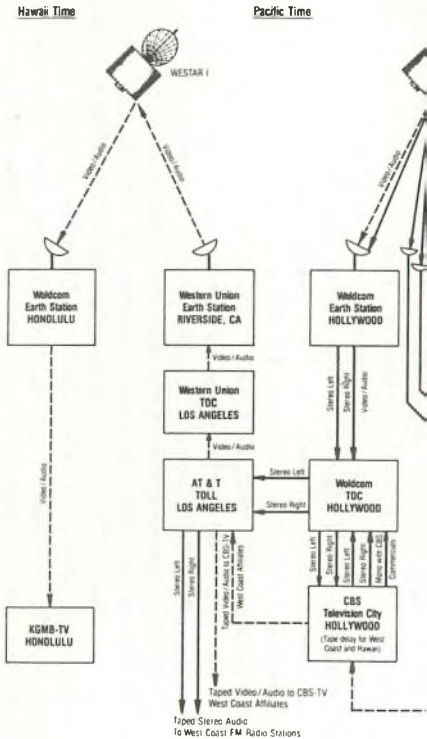 Hawaii Time
Pacific Time
WESTAR I
Video/Audio
Video/Audio
Video/Audio
Woldcom
Earth Station
HONOLULU
Western Union
Earth Station
RIVERSIDE, CA
Woldcom
Earth Station
HOLLYWOOD
Western Union
TOC
LOS ANGELES
Stereo Left
Stereo Right
Video/Audio
Video/Audio
Video/Audio
AT & T
TOLL
LOS ANGELES
Stereo Left
Stereo Right
Woldcom
TOC
HOLLYWOOD
Stereo Left
Stereo Right
Taped Video/Audio to CBS-TV
West Coast Affiliates
Stereo Left
Stereo Right
Stereo Left
Stereo Right
Mono with CBS
Commercials
CBS
Television City
HOLLYWOOD
(Tape delay for West
Coast and Hawaii)
KGMB-TV
HONOLULU
Taped Video/Audio to CBS-TV
West Coast Affiliates
Taped Stereo Audio
To West Coast FM Radio Stations